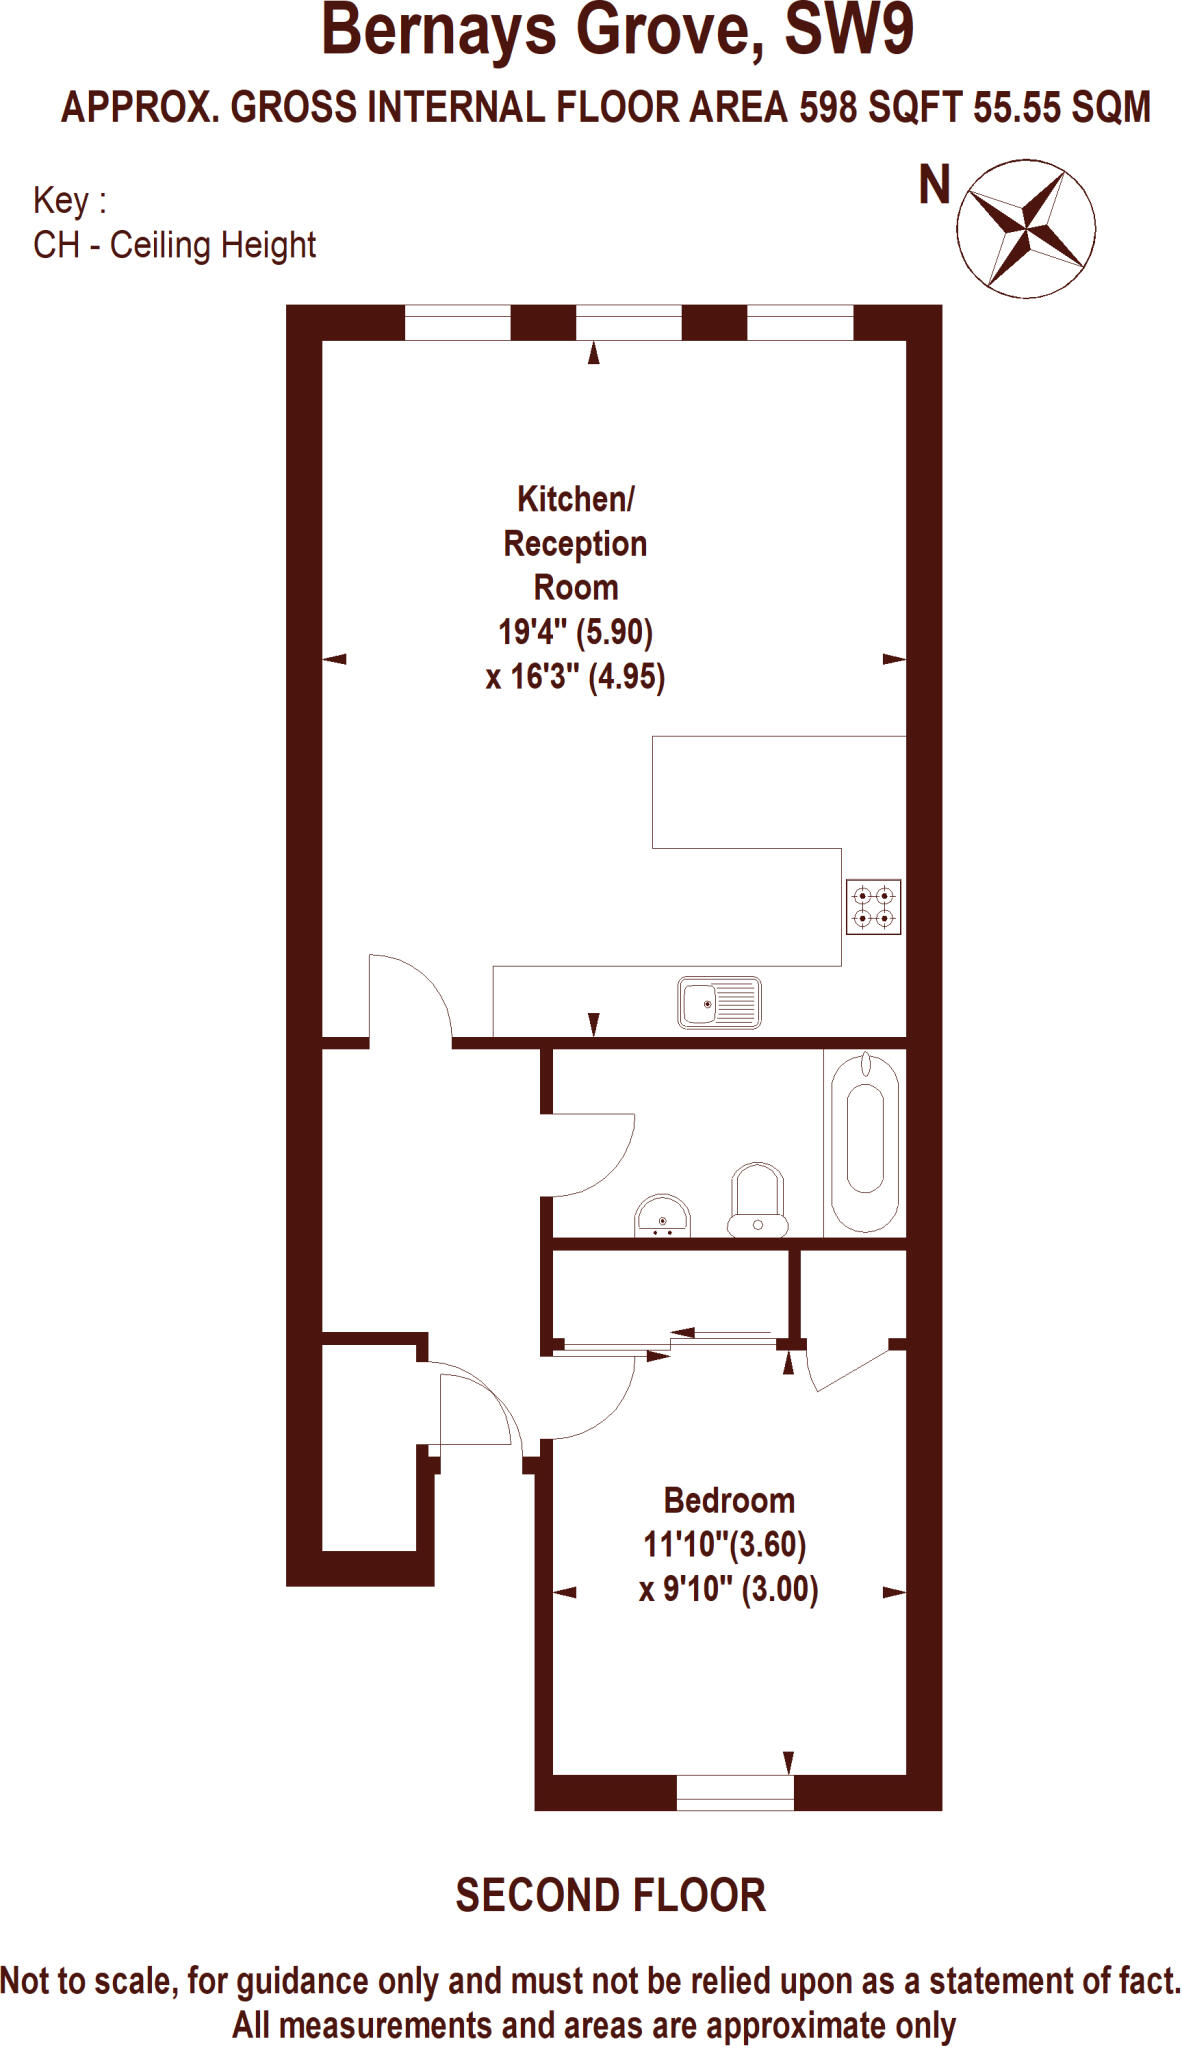 Bernays Grove, SW9
APPROX. GROSS INTERNAL FLOOR AREA 598 SQFT 55.55 SQM
Key :
CH - Ceiling Height
N
Kitchen/
Reception
Room
19'4" (5.90)
x 16'3" (4.95)
Bedroom
11'10"(3.60)
x 9'10" (3.00)
SECOND FLOOR
Not to scale, for guidance only and must not be relied upon as a statement of fact.
All measurements and areas are approximate only